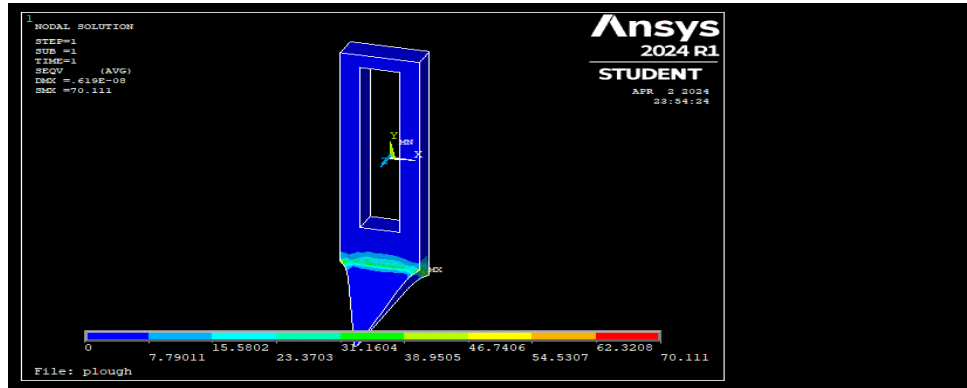 1
NODAL SOLUTION
STEP=1
SUB =1
TIME=1
SEQV (AVG)
DMX =.619E-08
SMX =70.111
Ansys
2024 R1
STUDENT
APR 2 2024
23:54:24
Y
MN
Z
X
MX
0 15.5802 31.1604 46.7406 62.3208
7.79011 23.3703 38.9505 54.5307 70.111
File: plough